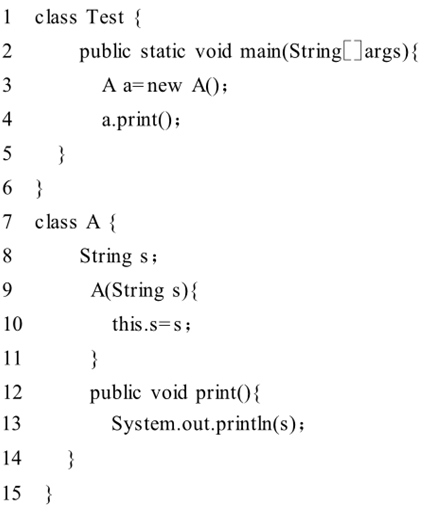 1 class Test {
2 public static void main(String[]args){
3 A a=new A();
4 a.print();
5 }
6 }
7 class A {
8 String s;
9 A(String s){
10 this.s=s;
11 }
12 public void print(){
13 System.out.println(s);
14 }
15 }